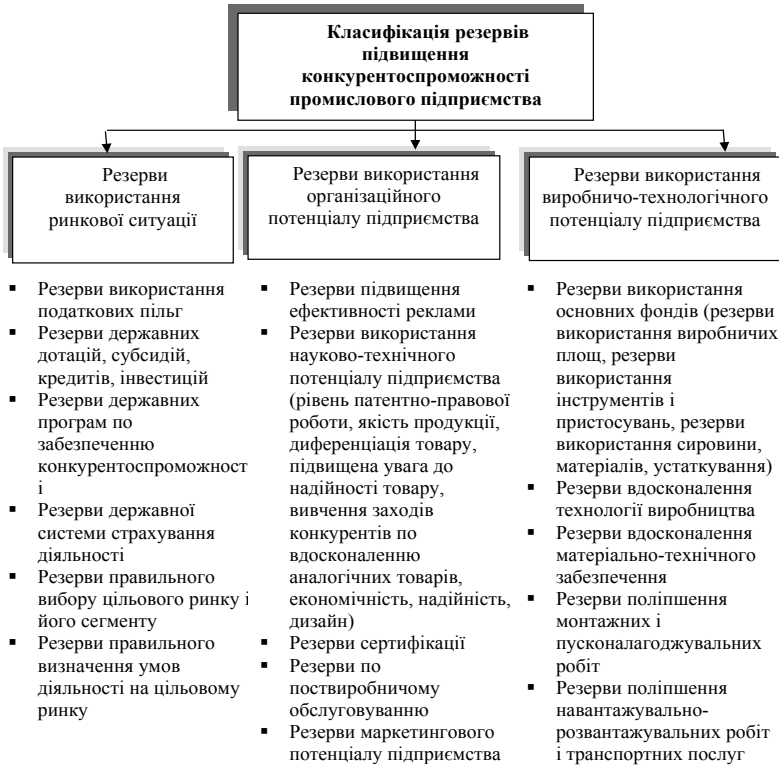 Класифікація резервів
підвищення
конкурентоспроможності
промислового підприємства
Резерви
використання
ринкової ситуації
Резерви використання
організаційного
потенціалу підприємства
Резерви використання
виробничо-технологічного
потенціалу підприємства
▪ Резерви використання
податкових пільг
▪ Резерви державних
дотацій, субсидій,
кредитів, інвестицій
▪ Резерви державних
програм по
забезпеченню
конкурентоспроможност
і
▪ Резерви державної
системи страхування
діяльності
▪ Резерви правильного
вибору цільового ринку і
його сегменту
▪ Резерви правильного
визначення умов
діяльності на цільовому
ринку
▪ Резерви підвищення
ефективності реклами
▪ Резерви використання
науково-технічного
потенціалу підприємства
(рівень патентно-правової
роботи, якість продукції,
диференціація товару,
підвищена увага до
надійності товару,
вивчення заходів
конкурентів по
вдосконаленню
аналогічних товарів,
економічність, надійність,
дизайн)
▪ Резерви сертифікації
▪ Резерви по
поствиробничому
обслуговуванню
▪ Резерви маркетингового
потенціалу підприємства
▪ Резерви використання
основних фондів (резерви
використання виробничих
площ, резерви
використання
інструментів і
пристосувань, резерви
використання сировини,
матеріалів, устаткування)
▪ Резерви вдосконалення
технології виробництва
▪ Резерви вдосконалення
матеріально-технічного
забезпечення
▪ Резерви поліпшення
монтажних і
пусконалагоджувальних
робіт
▪ Резерви поліпшення
навантажувально-
розвантажувальних робіт
і транспортних послуг